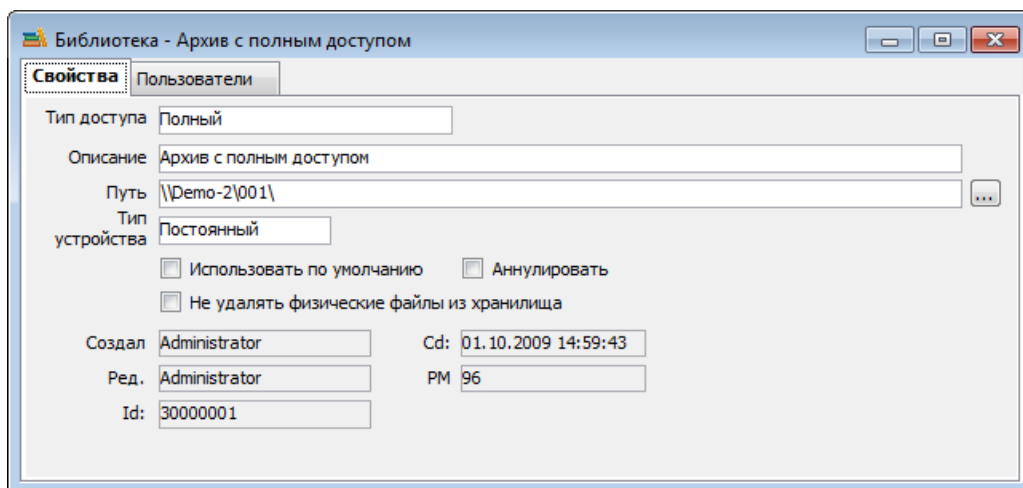 Библиотека - Архив с полным доступом
Свойства Пользователи
Тип доступа Полный
Описание Архив с полным доступом
Путь \\Demo-2\001\ ...
Тип
устройства Постоянный
Использовать по умолчанию Аннулировать
Не удалять физические файлы из хранилища
Создал Administrator Cd: 01.10.2009 14:59:43
Ред. Administrator PM 96
Id: 30000001